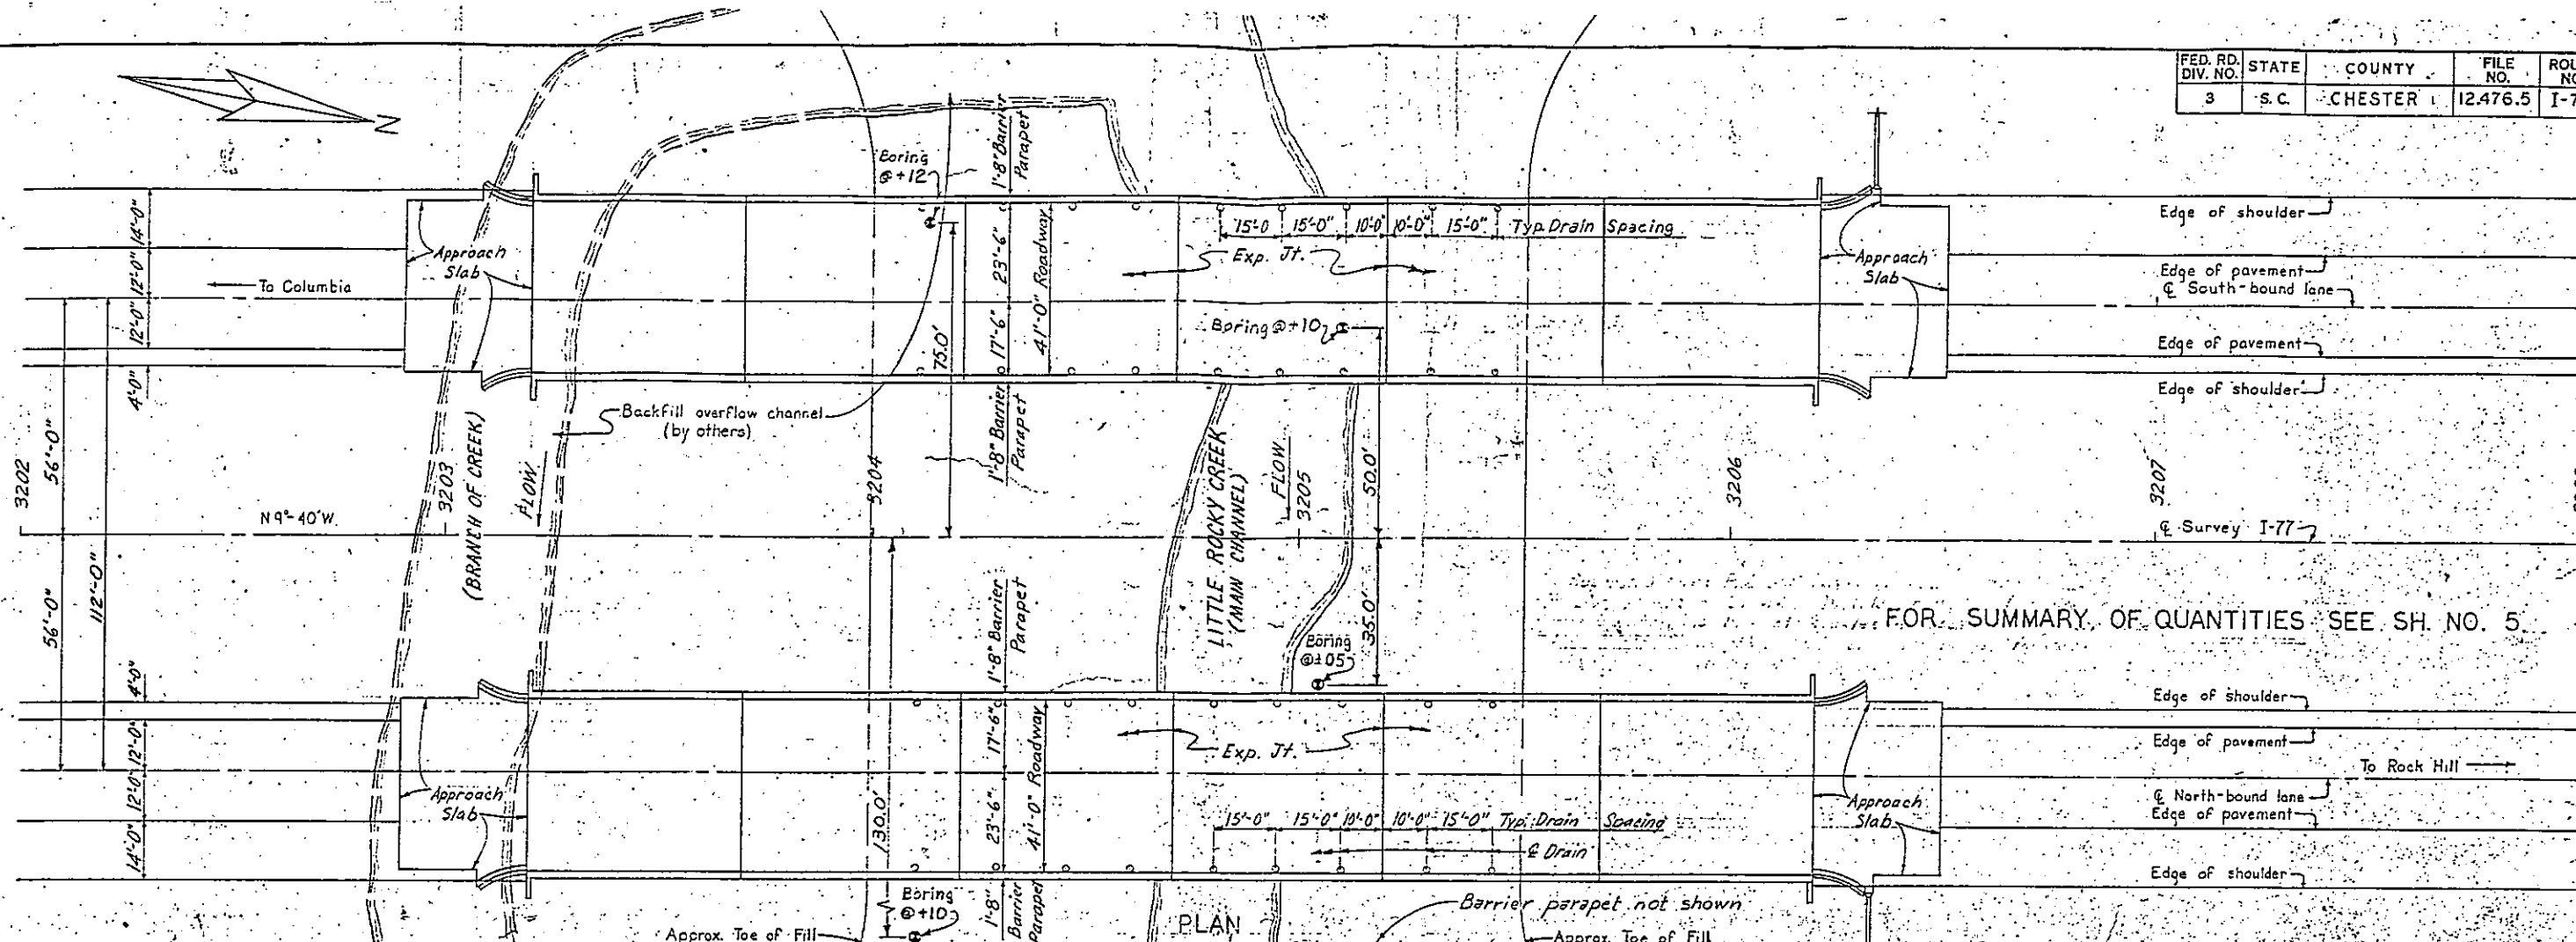 FED. RD. DIV. NO. STATE COUNTY FILE NO.
3 S.C. CHESTER 12.476.5
N
Boring
@+12
1'-8" Barrier
Parapet
14'-0"
12'-0"
12'-0"
4'-0"
Approach
Slab
To Columbia
75.0'
23'-6"
17'-6"
41'-0" Roadway
15'-0 15'-0" 10'-0" 10'-0" 15'-0" Typ. Drain Spacing
Exp. Jt.
Boring @+10
Approach
Slab
Edge of shoulder
Edge of pavement
℄ South-bound lane
Edge of pavement
Edge of shoulder
Backfill overflow channel
(by others)
1'-8" Barrier
Parapet
3202
56'-0"
3203
(BRANCH OF CREEK)
FLOW
3204
LITTLE ROCKY CREEK
(MAIN CHANNEL)
FLOW
3205
50.0'
3206
3207
N 9°-40' W.
℄ Survey I-77
56'-0"
112'-0"
1'-8" Barrier
Parapet
Boring
@±05
35.0'
FOR SUMMARY OF QUANTITIES SEE SH. NO. 5
4'-0"
12'-0"
12'-0"
14'-0"
Approach
Slab
130.0'
17'-6"
23'-6"
41'-0" Roadway
Exp. Jt.
15'-0" 15'-0" 10'-0" 10'-0" 15'-0" Typ. Drain Spacing
℄ Drain
Approach
Slab
Edge of shoulder
Edge of pavement
To Rock Hill
℄ North-bound lane
Edge of pavement
Edge of shoulder
Boring
@+10
1'-8"
Barrier
Parapet
Approx. Toe of Fill
PLAN
Barrier parapet not shown
Approx. Toe of Fill